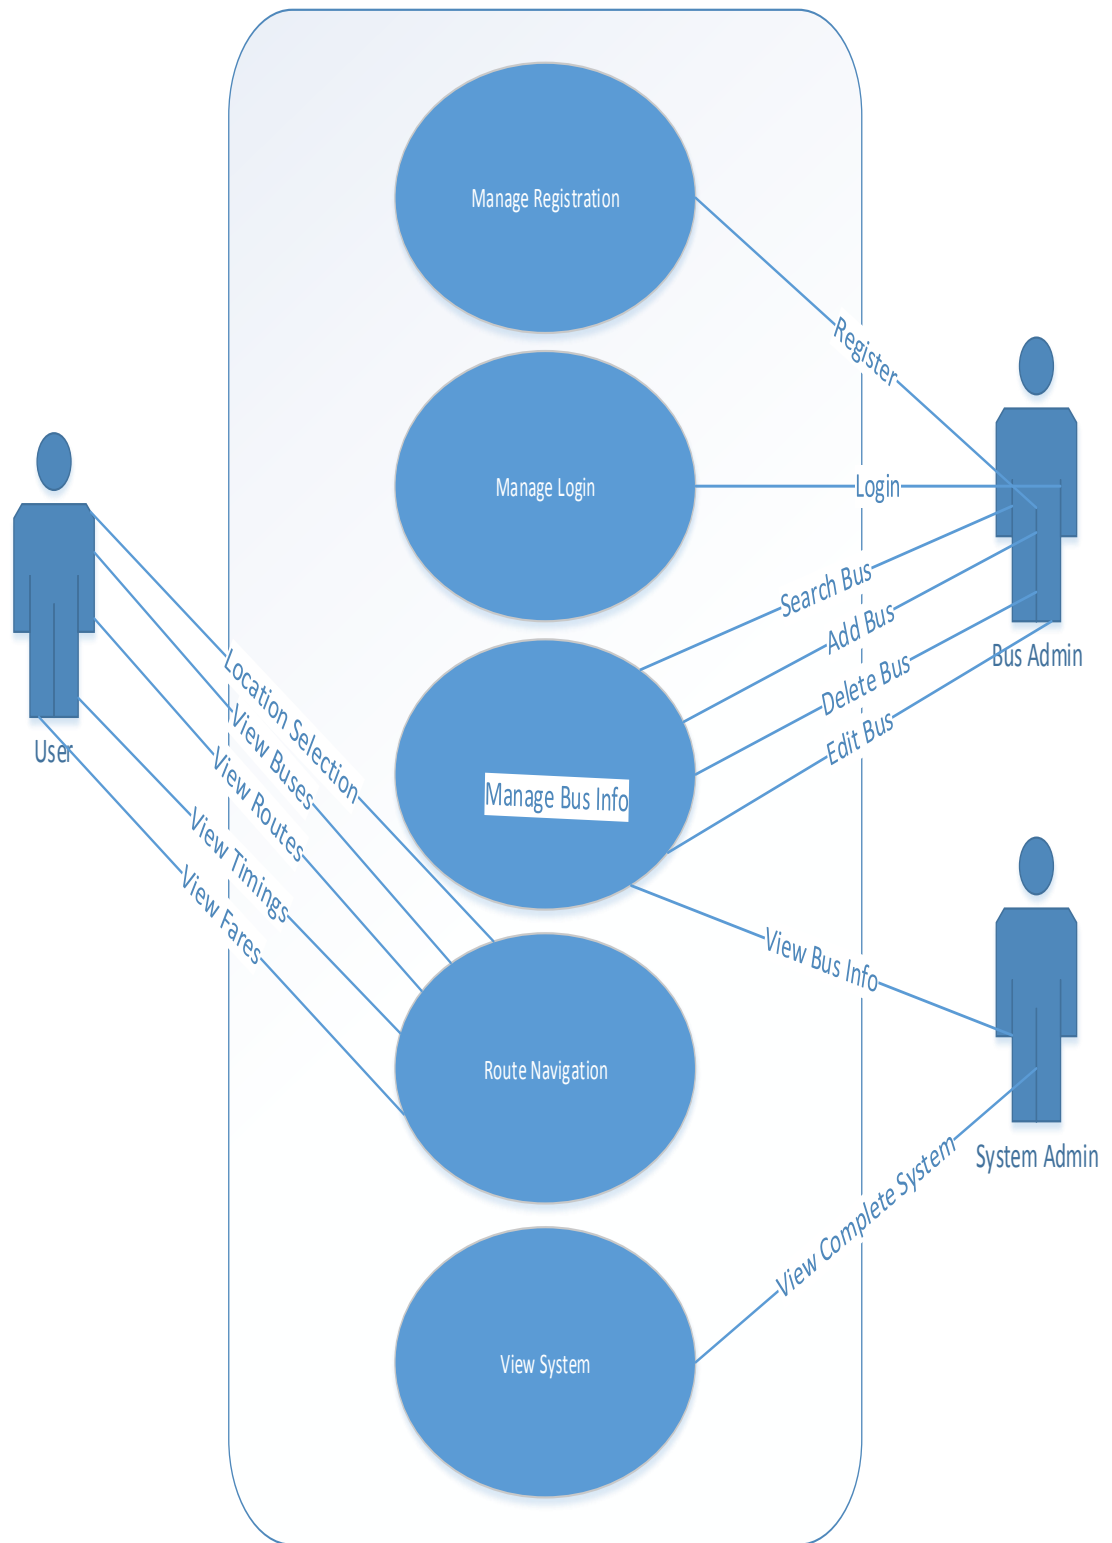 Manage Registration
Register
Manage Login
Login
Search Bus
Add Bus
Bus Admin
Delete Bus
Edit Bus
Location Selection
User
View Buses
View Routes
Manage Bus Info
View Timings
View Fares
View Bus Info
Route Navigation
System Admin
View Complete System
View System